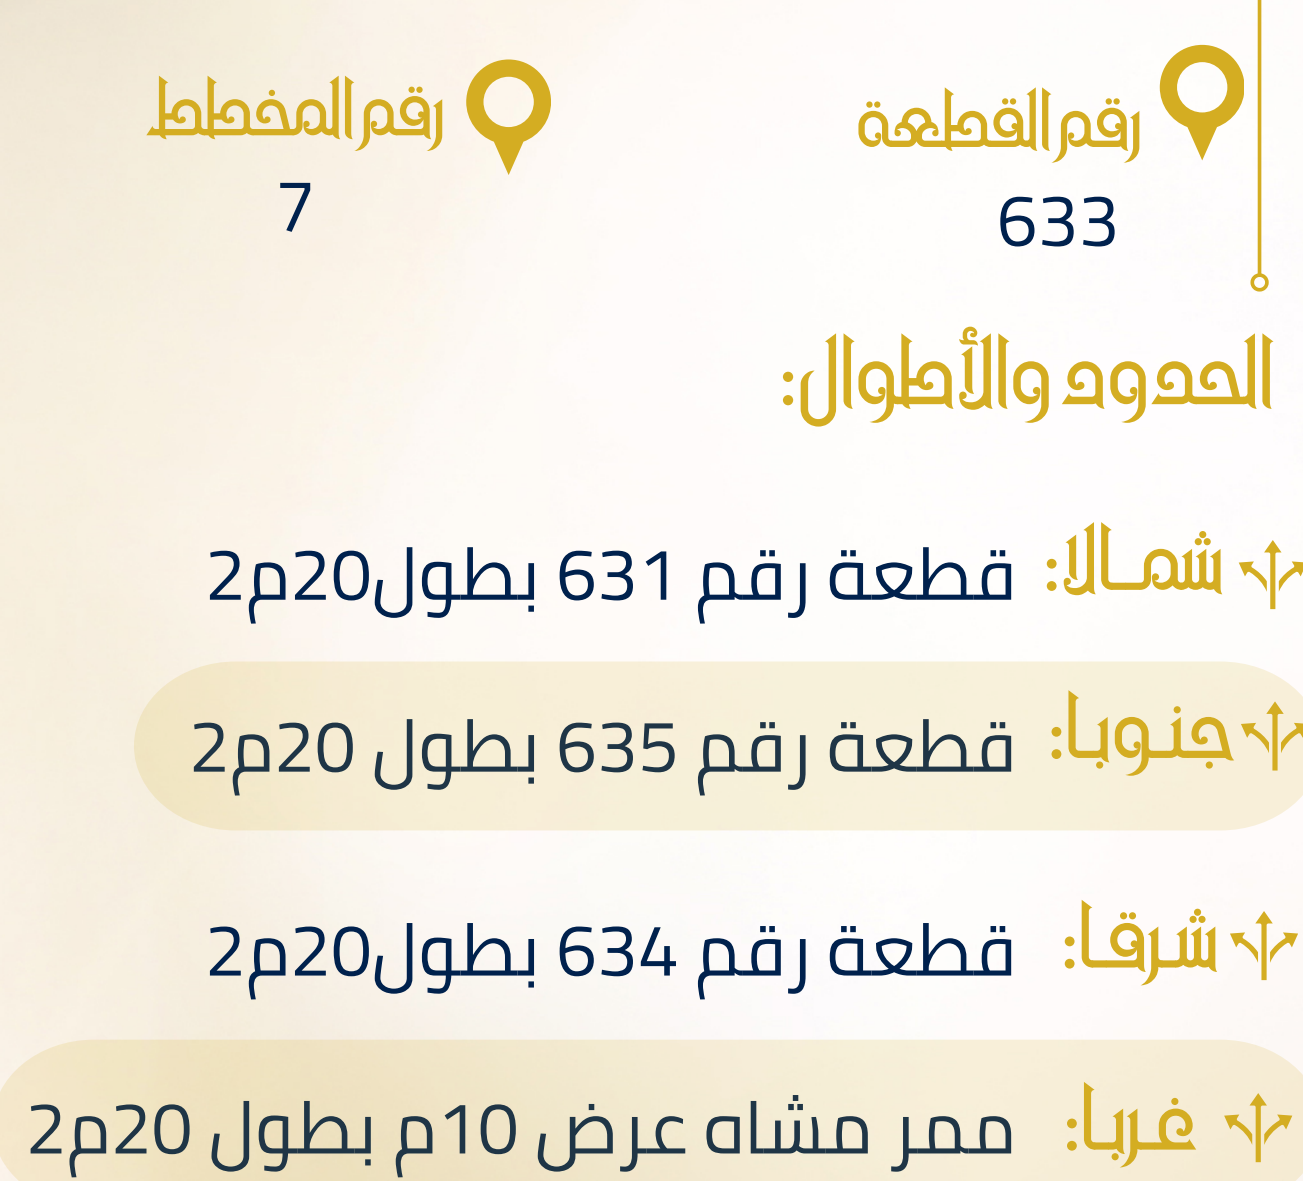 رقم القطعة
633
رقم المخطط
7
الحدود والأطوال:
شمالا: قطعة رقم 631 بطول20م2
جنوبا: قطعة رقم 635 بطول 20م2
شرقا: قطعة رقم 634 بطول20م2
غربا: ممر مشاه عرض 10م بطول 20م2